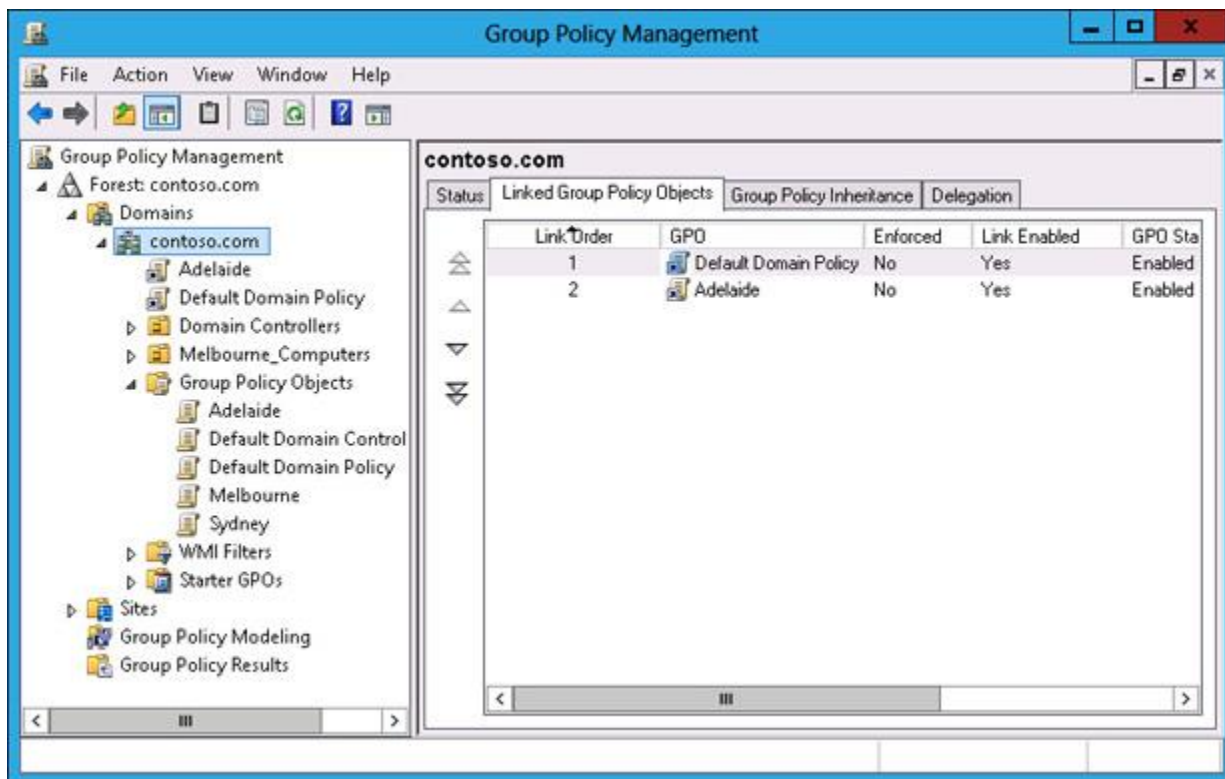 Group Policy Management
File Action View Window Help
Group Policy Management
Forest: contoso.com
Domains
contoso.com
Adelaide
Default Domain Policy
Domain Controllers
Melbourne_Computers
Group Policy Objects
Adelaide
Default Domain Control
Default Domain Policy
Melbourne
Sydney
WMI Filters
Starter GPOs
Sites
Group Policy Modeling
Group Policy Results
contoso.com
Status Linked Group Policy Objects Group Policy Inheritance Delegation
Link Order GPO Enforced Link Enabled GPO Sta
1 Default Domain Policy No Yes Enabled
2 Adelaide No Yes Enabled